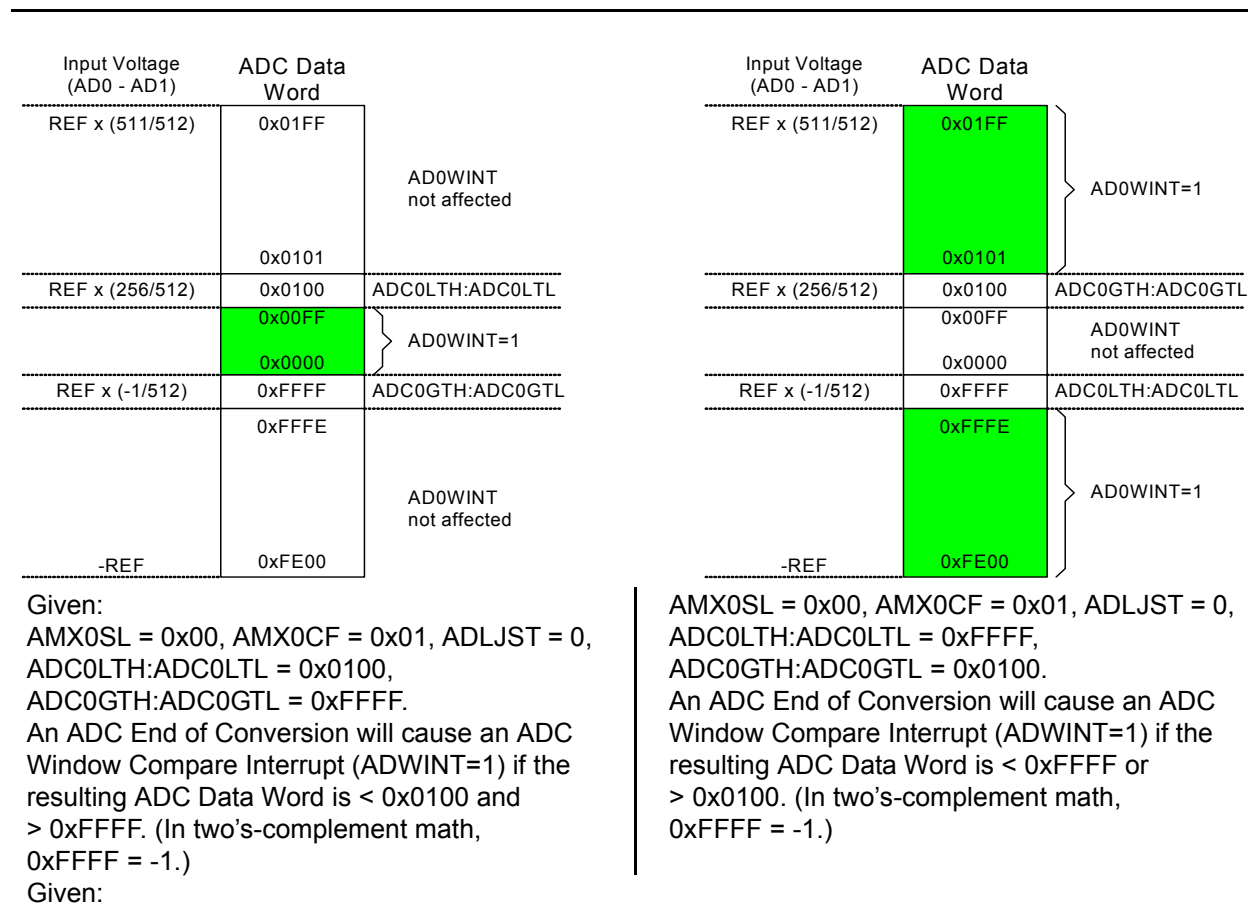 Input Voltage
(AD0 - AD1)
ADC Data
Word
REF x (511/512)
0x01FF
AD0WINT
not affected
0x0101
REF x (256/512)
0x0100
ADC0LTH:ADC0LTL
0x00FF
AD0WINT=1
0x0000
REF x (-1/512)
0xFFFF
ADC0GTH:ADC0GTL
0xFFFE
AD0WINT
not affected
-REF
0xFE00
Given:
AMX0SL = 0x00, AMX0CF = 0x01, ADLJST = 0,
ADC0LTH:ADC0LTL = 0x0100,
ADC0GTH:ADC0GTL = 0xFFFF.
An ADC End of Conversion will cause an ADC
Window Compare Interrupt (ADWINT=1) if the
resulting ADC Data Word is < 0x0100 and
> 0xFFFF. (In two's-complement math,
0xFFFF = -1.)
Given:
Input Voltage
(AD0 - AD1)
ADC Data
Word
REF x (511/512)
0x01FF
AD0WINT=1
0x0101
REF x (256/512)
0x0100
ADC0GTH:ADC0GTL
0x00FF
AD0WINT
not affected
0x0000
REF x (-1/512)
0xFFFF
ADC0LTH:ADC0LTL
0xFFFE
AD0WINT=1
-REF
0xFE00
AMX0SL = 0x00, AMX0CF = 0x01, ADLJST = 0,
ADC0LTH:ADC0LTL = 0xFFFF,
ADC0GTH:ADC0GTL = 0x0100.
An ADC End of Conversion will cause an ADC
Window Compare Interrupt (ADWINT=1) if the
resulting ADC Data Word is < 0xFFFF or
> 0x0100. (In two's-complement math,
0xFFFF = -1.)